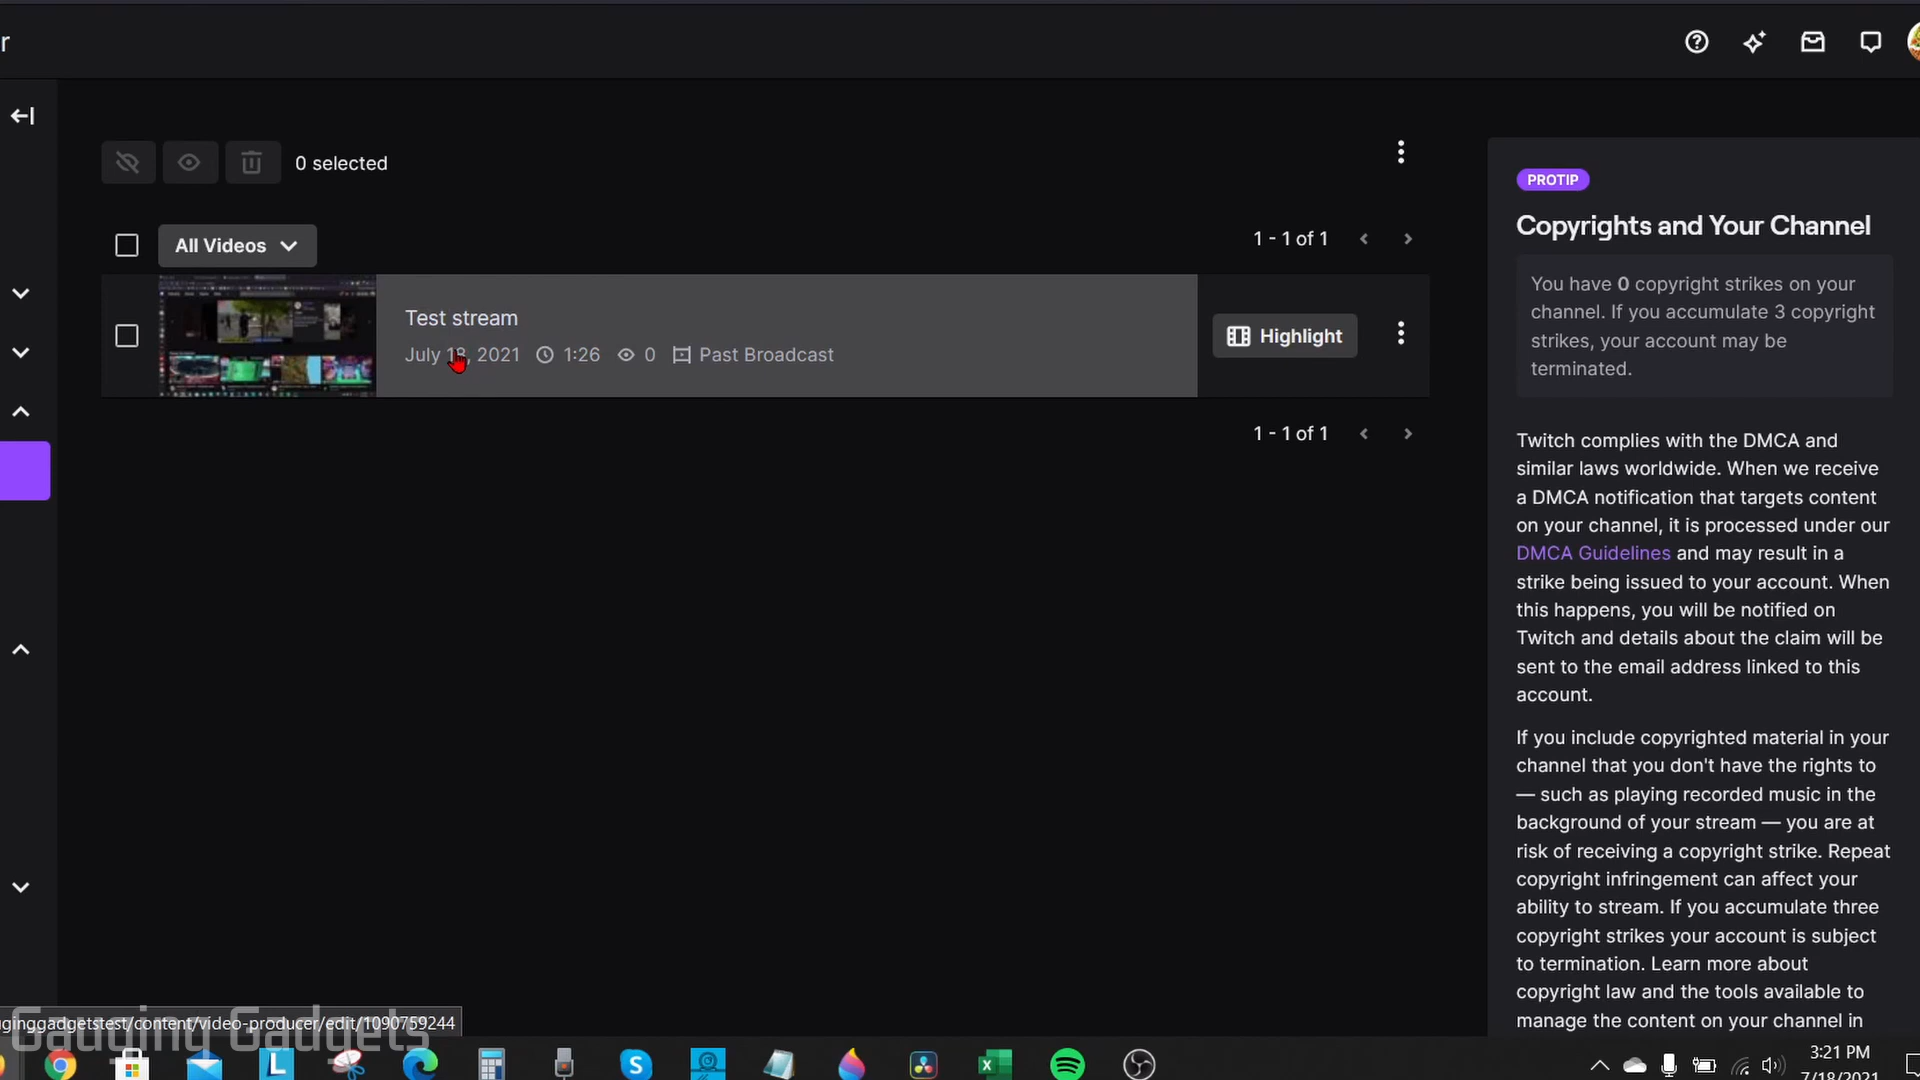 r
0 selected
All Videos
1 - 1 of 1
Test stream
July 18, 2021 1:26 0 Past Broadcast
Highlight
1 - 1 of 1
PROTIP
Copyrights and Your Channel
You have 0 copyright strikes on your
channel. If you accumulate 3 copyright
strikes, your account may be
terminated.
Twitch complies with the DMCA and
similar laws worldwide. When we receive
a DMCA notification that targets content
on your channel, it is processed under our
DMCA Guidelines and may result in a
strike being issued to your account. When
this happens, you will be notified on
Twitch and details about the claim will be
sent to the email address linked to this
account.
If you include copyrighted material in your
channel that you don't have the rights to
— such as playing recorded music in the
background of your stream — you are at
risk of receiving a copyright strike. Repeat
copyright infringement can affect your
ability to stream. If you accumulate three
copyright strikes your account is subject
to termination. Learn more about
copyright law and the tools available to
manage the content on your channel in
ginggadgetstest/content/video-producer/edit/1090759244
Gauging Gadgets
L
3:21 PM
7/18/2021